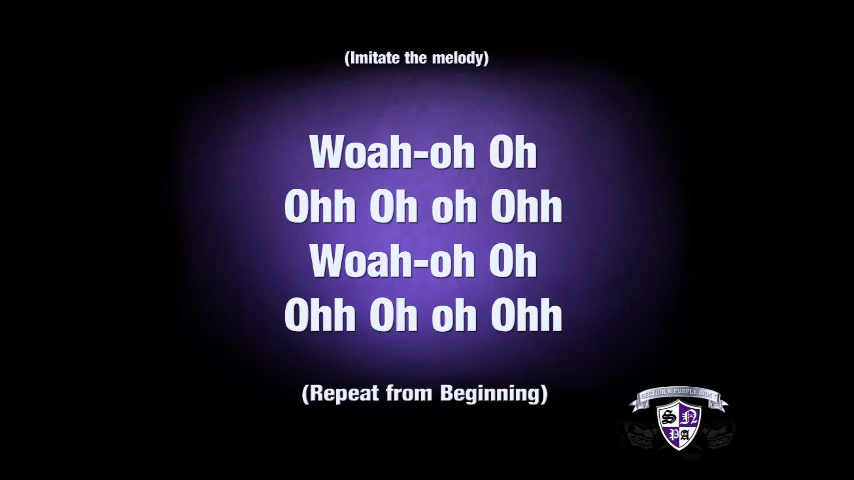 (Imitate the melody)
Woah-oh Oh
Ohh Oh oh Ohh
Woah-oh Oh
Ohh Oh oh Ohh
(Repeat from Beginning)
S N
P A